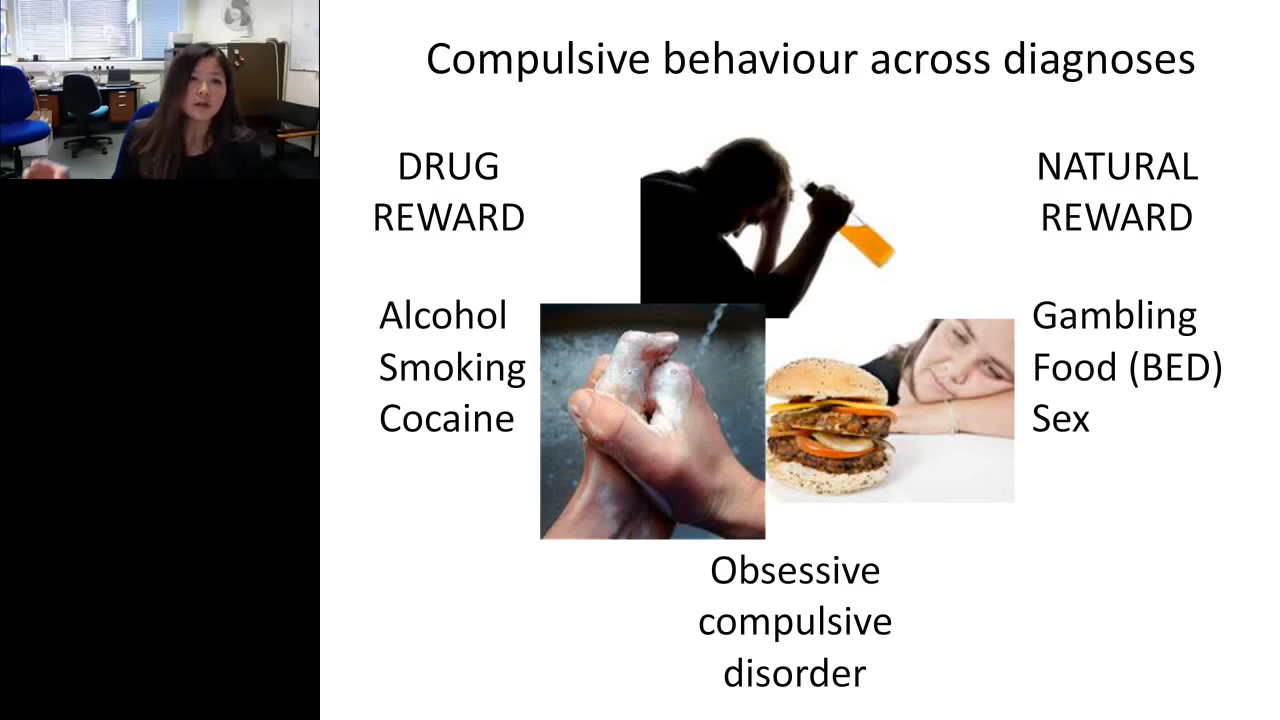 Compulsive behaviour across diagnoses
DRUG
REWARD
NATURAL
REWARD
Alcohol
Smoking
Cocaine
Gambling
Food (BED)
Sex
Obsessive
compulsive
disorder